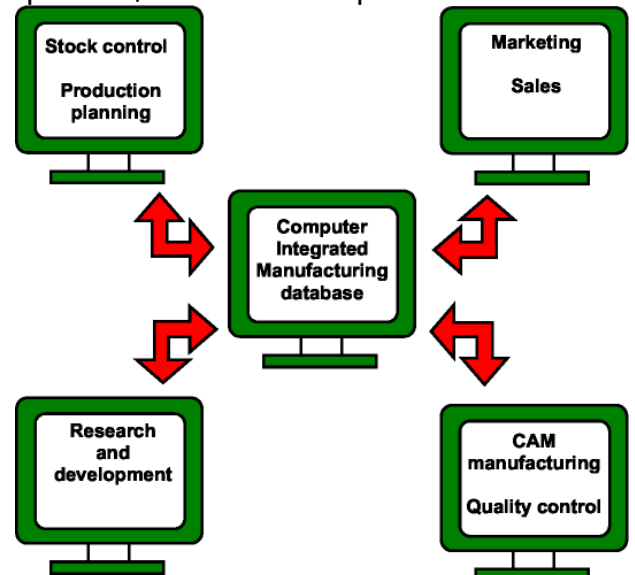 Stock control
Production
planning
Marketing
Sales
Computer
Integrated
Manufacturing
database
Research
and
development
CAM
manufacturing
Quality control